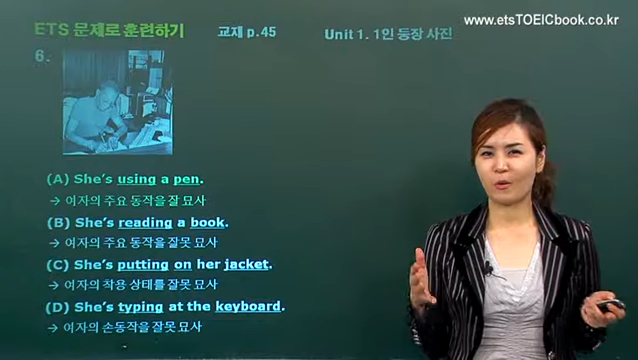 www.etsTOEICbook.co.kr
ETS 문제로 훈련하기
교재 p.45
Unit 1. 1인 등장 사진
6.
(A) She's using a pen.
→ 여자의 주요 동작을 잘 묘사
(B) She's reading a book.
→ 여자의 주요 동작을 잘못 묘사
(C) She's putting on her jacket.
→ 여자의 착용 상태를 잘못 묘사
(D) She's typing at the keyboard.
→ 여자의 손동작을 잘못 묘사